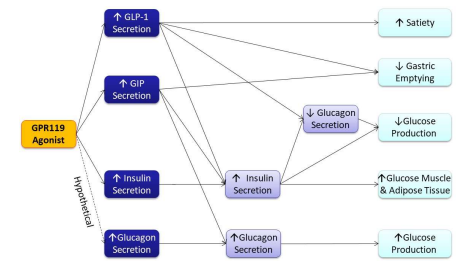 ↑ GLP-1
Secretion
↑ Satiety
↑ GIP
Secretion
↓ Gastric
Emptying
GPR119
Agonist
↓ Glucagon
Secretion
↓Glucose
Production
Hypothetical
↑ Insulin
Secretion
↑ Insulin
Secretion
↑Glucose Muscle
& Adipose Tissue
↑Glucagon
Secretion
↑Glucagon
Secretion
↑Glucose
Production